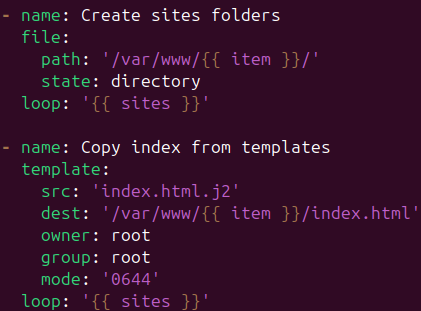 - name: Create sites folders
  file:
    path: '/var/www/{{ item }}/'
    state: directory
  loop: '{{ sites }}'

- name: Copy index from templates
  template:
    src: 'index.html.j2'
    dest: '/var/www/{{ item }}/index.html'
    owner: root
    group: root
    mode: '0644'
  loop: '{{ sites }}'